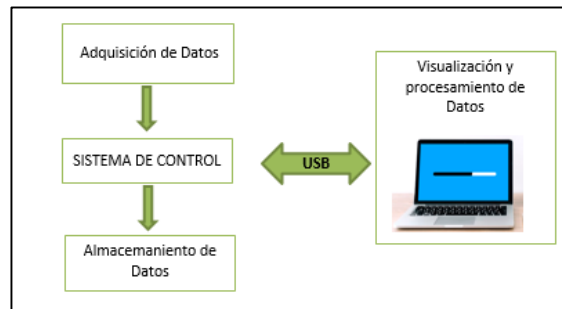 Adquisición de Datos
SISTEMA DE CONTROL
Almacemaniento de
Datos
USB
Visualización y
procesamiento de
Datos